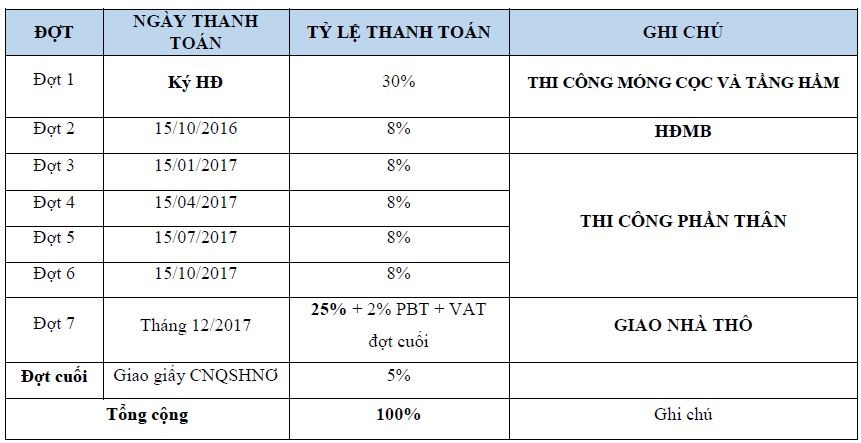 ĐỢT NGÀY THANH TOÁN TỶ LỆ THANH TOÁN GHI CHÚ
Đợt 1 Ký HĐ 30% THI CÔNG MÓNG CỌC VÀ TẦNG HẦM
Đợt 2 15/10/2016 8% HĐMB
Đợt 3 15/01/2017 8%
Đợt 4 15/04/2017 8%
THI CÔNG PHẦN THÂN
Đợt 5 15/07/2017 8%
Đợt 6 15/10/2017 8%
Đợt 7 Tháng 12/2017 25% + 2% PBT + VAT
đợt cuối
GIAO NHÀ THÔ
Đợt cuối Giao giấy CNQSHNƠ 5%
Tổng cộng 100% Ghi chú